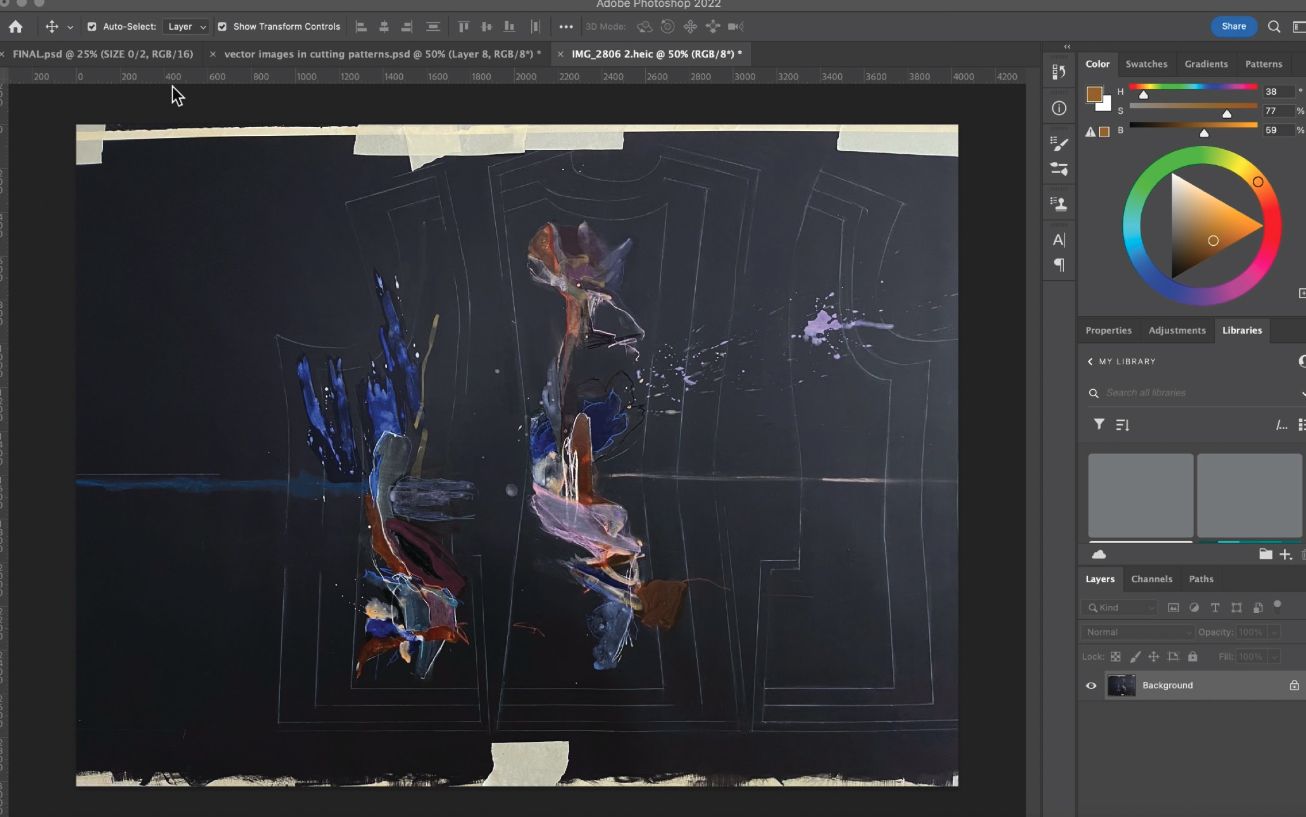 Adobe Photoshop 2022
Auto-Select: Layer Show Transform Controls 3D Mode: Share
FINAL.psd @ 25% (SIZE 0/2, RGB/16) × vector images in cutting patterns.psd @ 50% (Layer 8, RGB/8*) * × IMG_2806 2.heic @ 50% (RGB/8*) *
200 0 200 400 600 800 1000 1200 1400 1600 1800 2000 2200 2400 2600 2800 3000 3200 3400 3600 3800 4000 4200
Color Swatches Gradients Patterns
H 38 °
S 77 %
B 59 %
A
Properties Adjustments Libraries
MY LIBRARY
Search all libraries
/...
Layers Channels Paths
Kind
Normal Opacity: 100%
Lock: Fill: 100%
Background